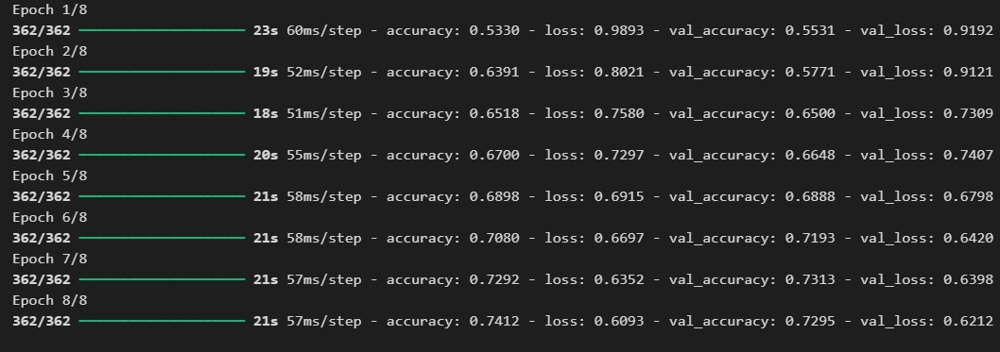 Epoch 1/8
362/362 ━━━━━━━━━━━━━━━━━━━━ 23s 60ms/step - accuracy: 0.5330 - loss: 0.9893 - val_accuracy: 0.5531 - val_loss: 0.9192
Epoch 2/8
362/362 ━━━━━━━━━━━━━━━━━━━━ 19s 52ms/step - accuracy: 0.6391 - loss: 0.8021 - val_accuracy: 0.5771 - val_loss: 0.9121
Epoch 3/8
362/362 ━━━━━━━━━━━━━━━━━━━━ 18s 51ms/step - accuracy: 0.6518 - loss: 0.7580 - val_accuracy: 0.6500 - val_loss: 0.7309
Epoch 4/8
362/362 ━━━━━━━━━━━━━━━━━━━━ 20s 55ms/step - accuracy: 0.6700 - loss: 0.7297 - val_accuracy: 0.6648 - val_loss: 0.7407
Epoch 5/8
362/362 ━━━━━━━━━━━━━━━━━━━━ 21s 58ms/step - accuracy: 0.6898 - loss: 0.6915 - val_accuracy: 0.6888 - val_loss: 0.6798
Epoch 6/8
362/362 ━━━━━━━━━━━━━━━━━━━━ 21s 58ms/step - accuracy: 0.7080 - loss: 0.6697 - val_accuracy: 0.7193 - val_loss: 0.6420
Epoch 7/8
362/362 ━━━━━━━━━━━━━━━━━━━━ 21s 57ms/step - accuracy: 0.7292 - loss: 0.6352 - val_accuracy: 0.7313 - val_loss: 0.6398
Epoch 8/8
362/362 ━━━━━━━━━━━━━━━━━━━━ 21s 57ms/step - accuracy: 0.7412 - loss: 0.6093 - val_accuracy: 0.7295 - val_loss: 0.6212